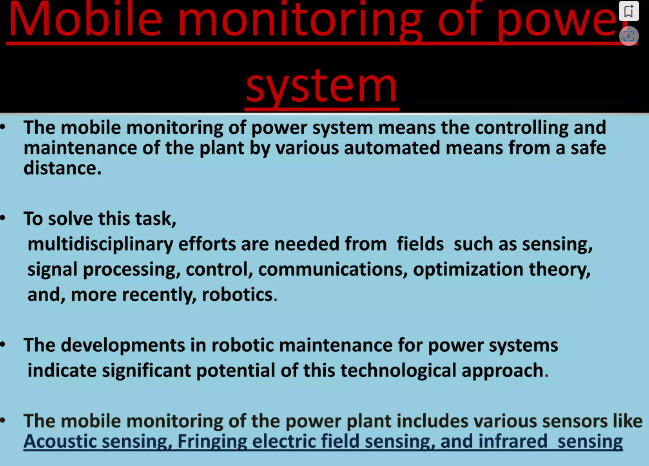 Mobile monitoring of power
system
• The mobile monitoring of power system means the controlling and
maintenance of the plant by various automated means from a safe
distance.
• To solve this task,
multidisciplinary efforts are needed from fields such as sensing,
signal processing, control, communications, optimization theory,
and, more recently, robotics.
• The developments in robotic maintenance for power systems
indicate significant potential of this technological approach.
• The mobile monitoring of the power plant includes various sensors like
Acoustic sensing, Fringing electric field sensing, and infrared sensing